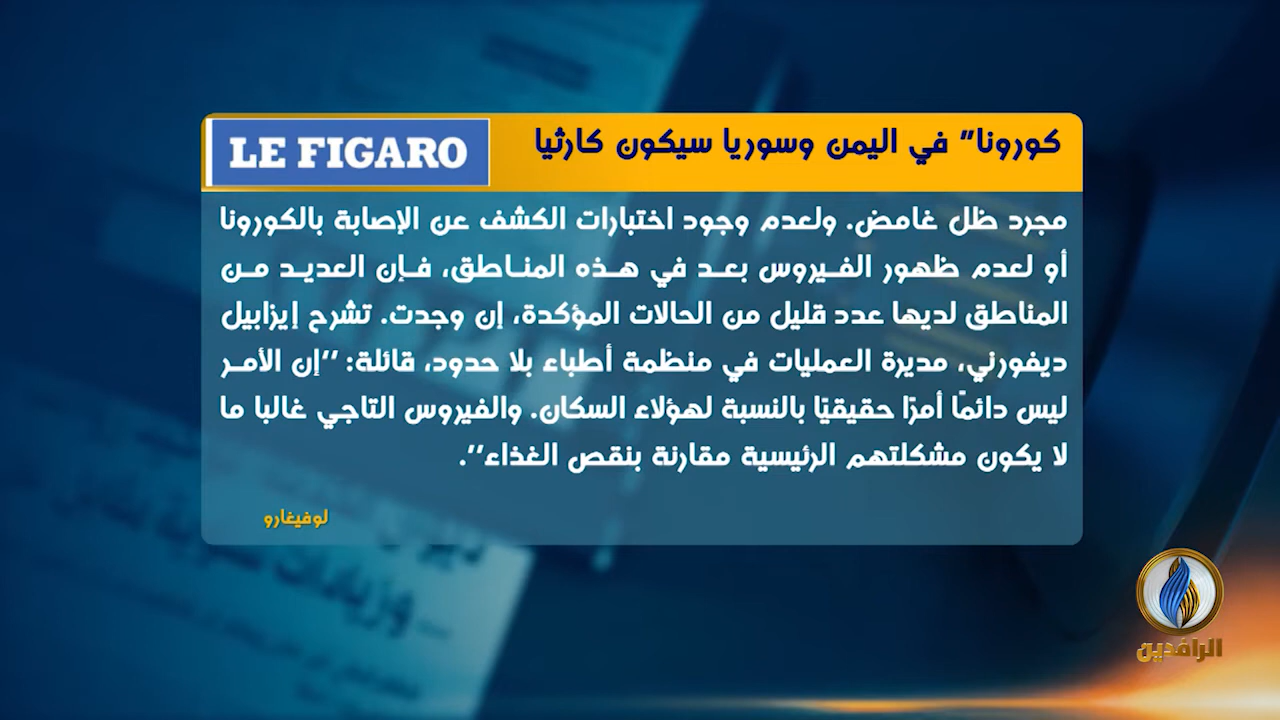 كورونا" في اليمن وسوريا سيكون كارثيا
LE FIGARO
مجرد ظل غامض. ولعدم وجود اختبارات الكشف عن الإصابة بالكورونا
أو لعدم ظهور الفيروس بعد في هذه المناطق، فإن العديد من
المناطق لديها عدد قليل من الحالات المؤكدة، إن وجدت. تشرح إيزابيل
ديفورني، مديرة العمليات في منظمة أطباء بلا حدود، قائلة: ''إن الأمر
ليس دائمًا أمرًا حقيقيًا بالنسبة لهؤلاء السكان. والفيروس التاجي غالبا ما
لا يكون مشكلتهم الرئيسية مقارنة بنقص الغذاء''.
لوفيغارو
وزيادات
الرافدين